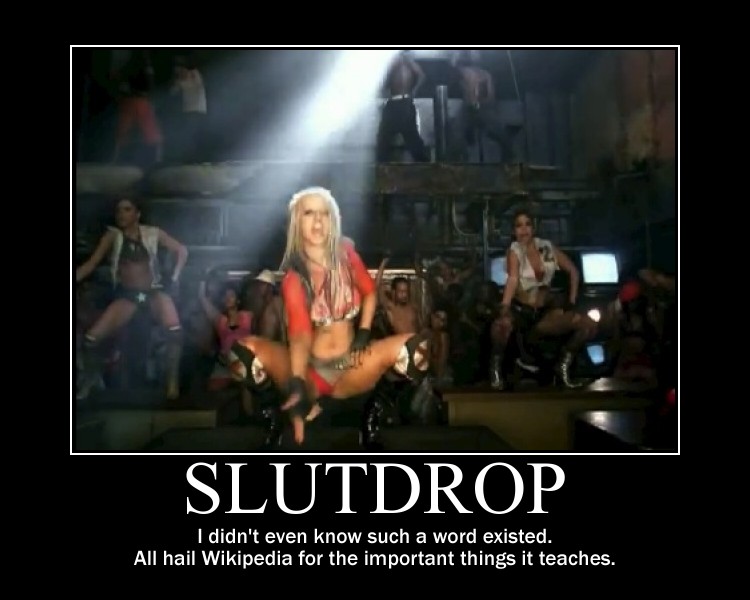 SLUTDROP
I didn't even know such a word existed.
All hail Wikipedia for the important things it teaches.